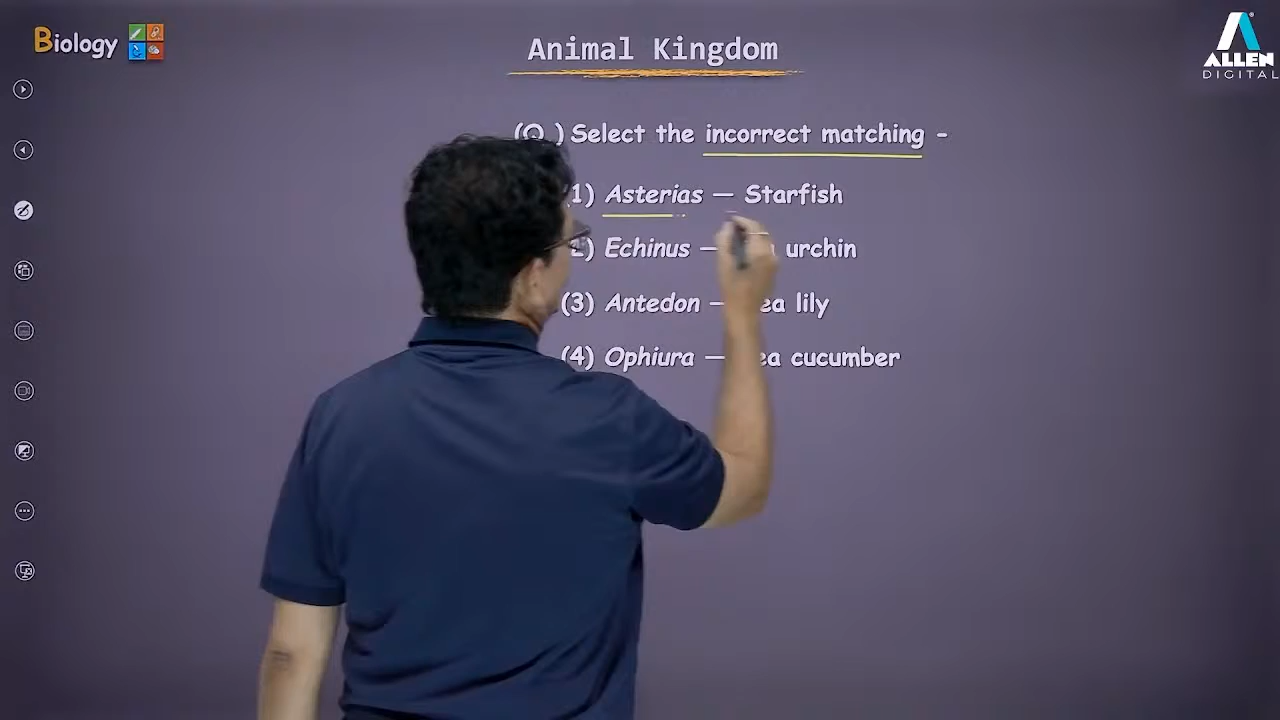 Biology
Animal Kingdom
ALLEN
DIGITAL
(Q ) Select the incorrect matching -
1) Asterias — Starfish
2) Echinus — urchin
(3) Antedon — ea lily
(4) Ophiura — ea cucumber